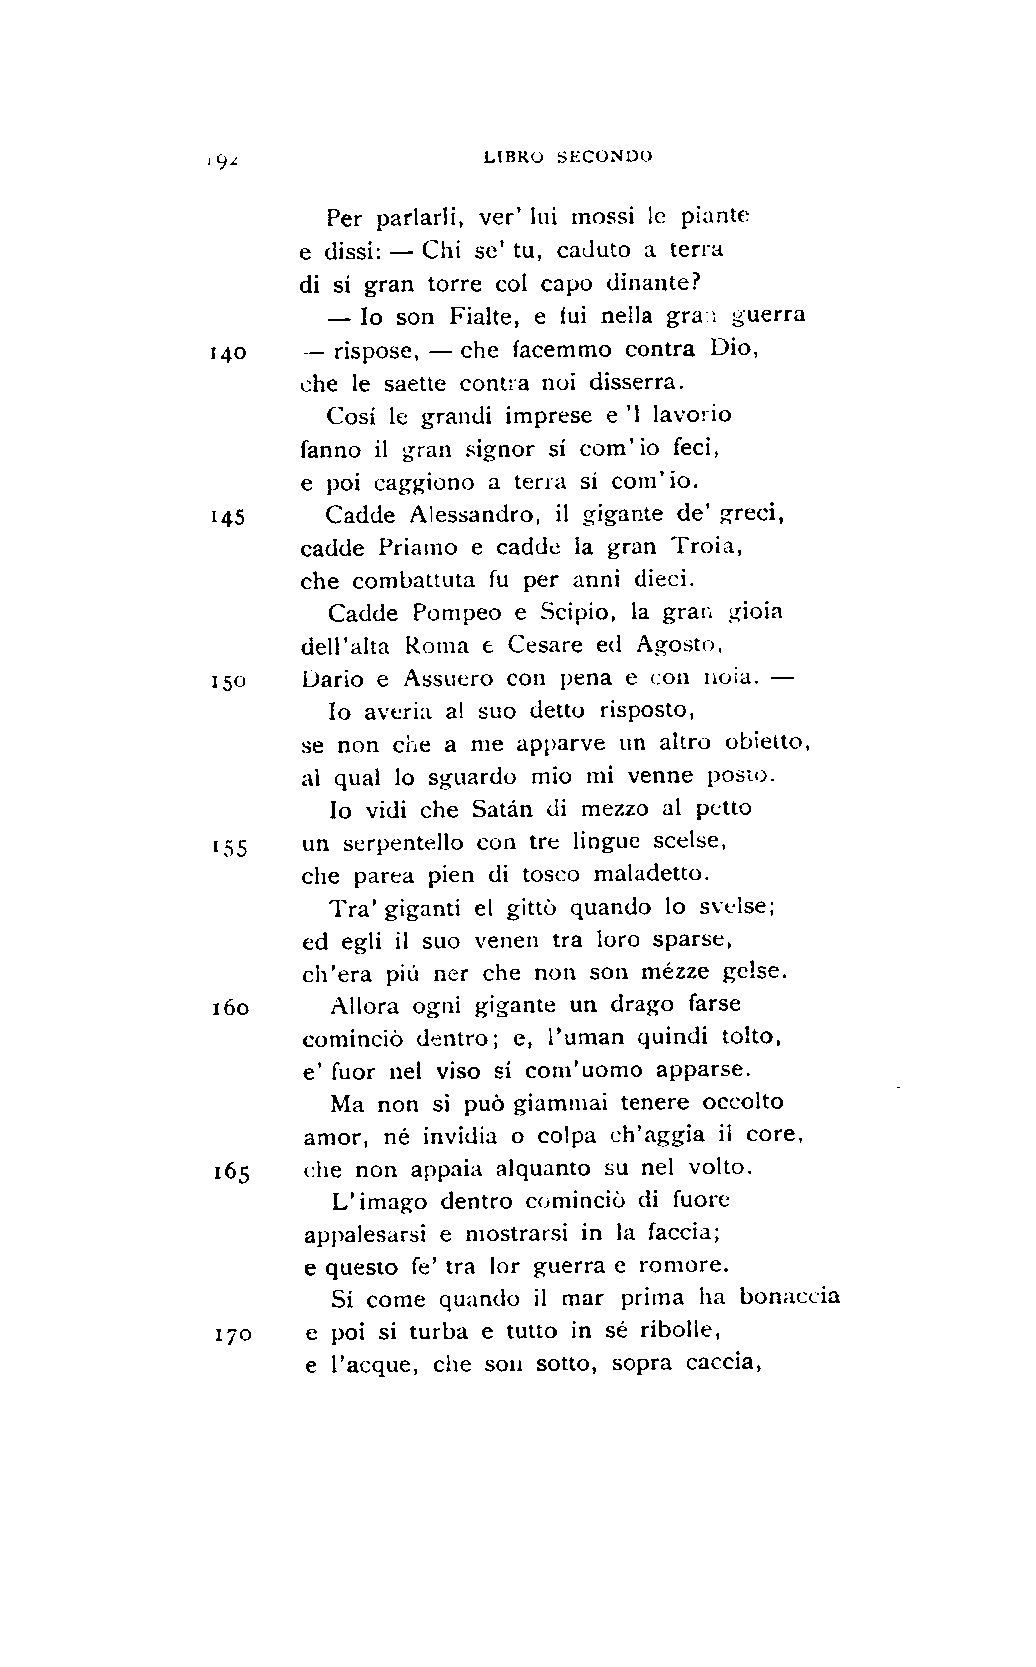 192 LIBRO SECONDO
Per parlarli, ver' lui mossi le piante
e dissi: — Chi se' tu, caduto a terra
di sí gran torre col capo dinante?
— Io son Fialte, e fui nella gran guerra
140 — rispose, — che facemmo contra Dio,
che le saette contra noi disserra.
Cosí le grandi imprese e 'l lavorio
fanno il gran signor sí com' io feci,
e poi caggiono a terra sí com' io.
145 Cadde Alessandro, il gigante de' greci,
cadde Priamo e cadde la gran Troia,
che combattuta fu per anni dieci.
Cadde Pompeo e Scipio, la gran gioia
dell'alta Roma e Cesare ed Agosto,
150 Dario e Assuero con pena e con noia. —
Io averia al suo detto risposto,
se non che a me apparve un altro obietto,
al qual lo sguardo mio mi venne posto.
Io vidi che Satán di mezzo al petto
155 un serpentello con tre lingue scelse,
che parea pien di tosco maladetto.
Tra' giganti el gittò quando lo svelse;
ed egli il suo venen tra loro sparse,
ch'era piú ner che non son mézze gelse.
160 Allora ogni gigante un drago farse
cominciò dentro; e, l'uman quindi tolto,
e' fuor nel viso sí com'uomo apparse.
Ma non si può giammai tenere occolto
amor, né invidia o colpa ch'aggia il core,
165 che non appaia alquanto su nel volto.
L'imago dentro cominciò di fuore
appalesarsi e mostrarsi in la faccia;
e questo fe' tra lor guerra e romore.
Sí come quando il mar prima ha bonaccia
170 e poi si turba e tutto in sé ribolle,
e l'acque, che son sotto, sopra caccia,